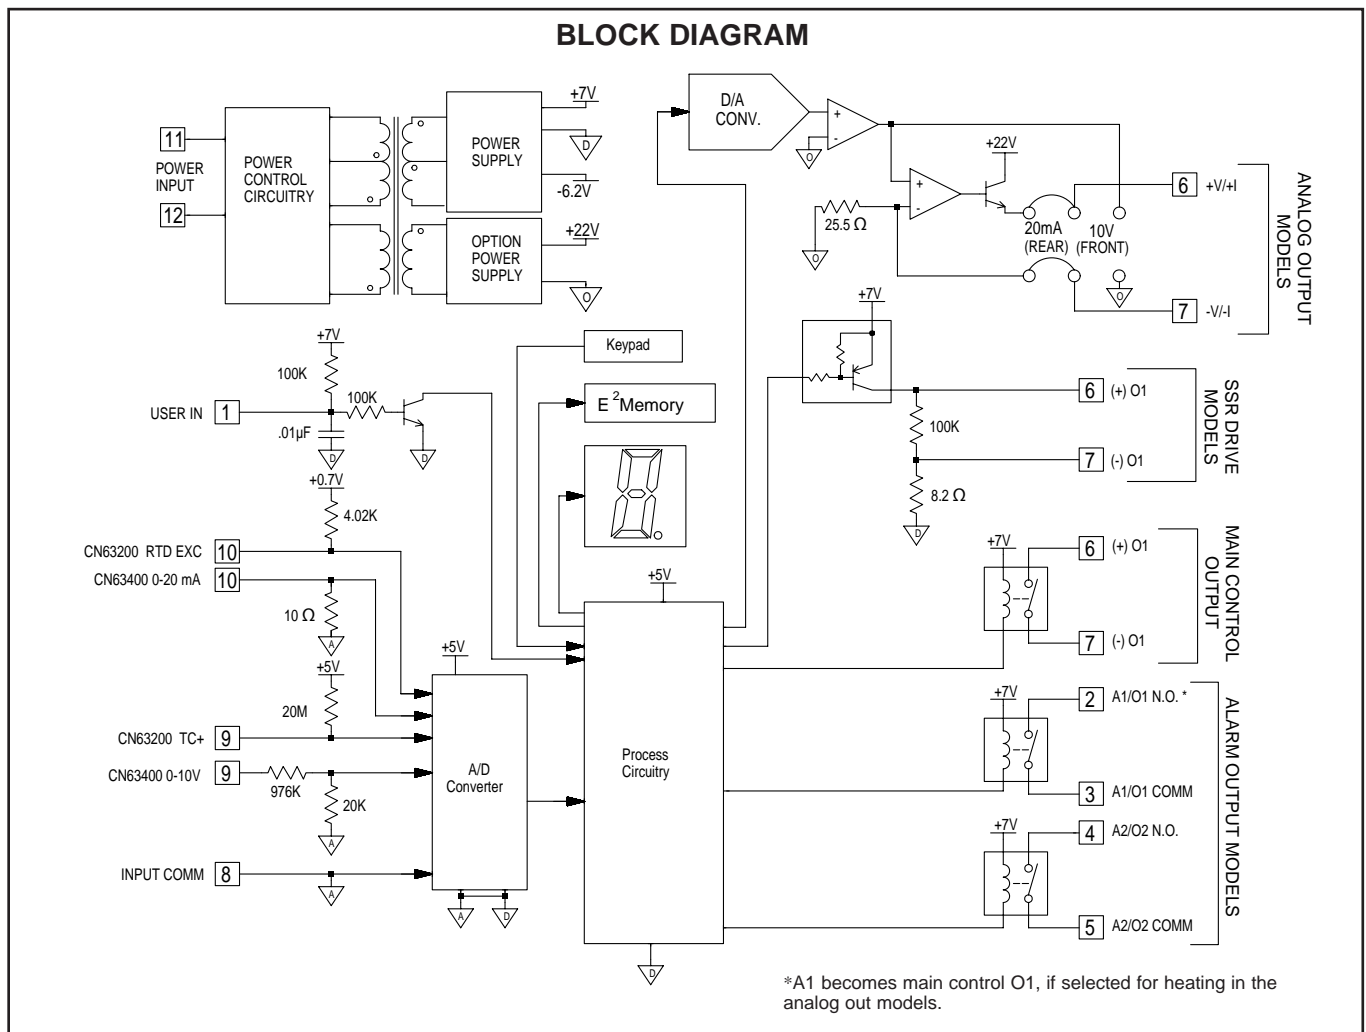 BLOCK DIAGRAM
11
POWER
INPUT
12
POWER
CONTROL
CIRCUITRY
POWER
SUPPLY
+7V
D
-6.2V
OPTION
POWER
SUPPLY
+22V
O
D/A
CONV.
+
-
O
+
-
+22V
25.5 Ω
O
20mA
(REAR)
10V
(FRONT)
O
6 +V/+I
7 -V/-I
ANALOG OUTPUT
MODELS
+7V
100K
USER IN 1
100K
.01µF
D
D
Keypad
E2Memory
+7V
6 (+) O1
100K
7 (-) O1
8.2 Ω
D
SSR DRIVE
MODELS
+0.7V
4.02K
CN63200 RTD EXC 10
CN63400 0-20 mA 10
10 Ω
A
+5V
20M
CN63200 TC+ 9
CN63400 0-10V 9
976K
20K
A
INPUT COMM 8
A
+5V
A/D
Converter
A
D
+5V
Process
Circuitry
D
+7V
6 (+) O1
7 (-) O1
MAIN CONTROL
OUTPUT
+7V
2 A1/O1 N.O. *
3 A1/O1 COMM
+7V
4 A2/O2 N.O.
5 A2/O2 COMM
ALARM OUTPUT MODELS
*A1 becomes main control O1, if selected for heating in the
analog out models.